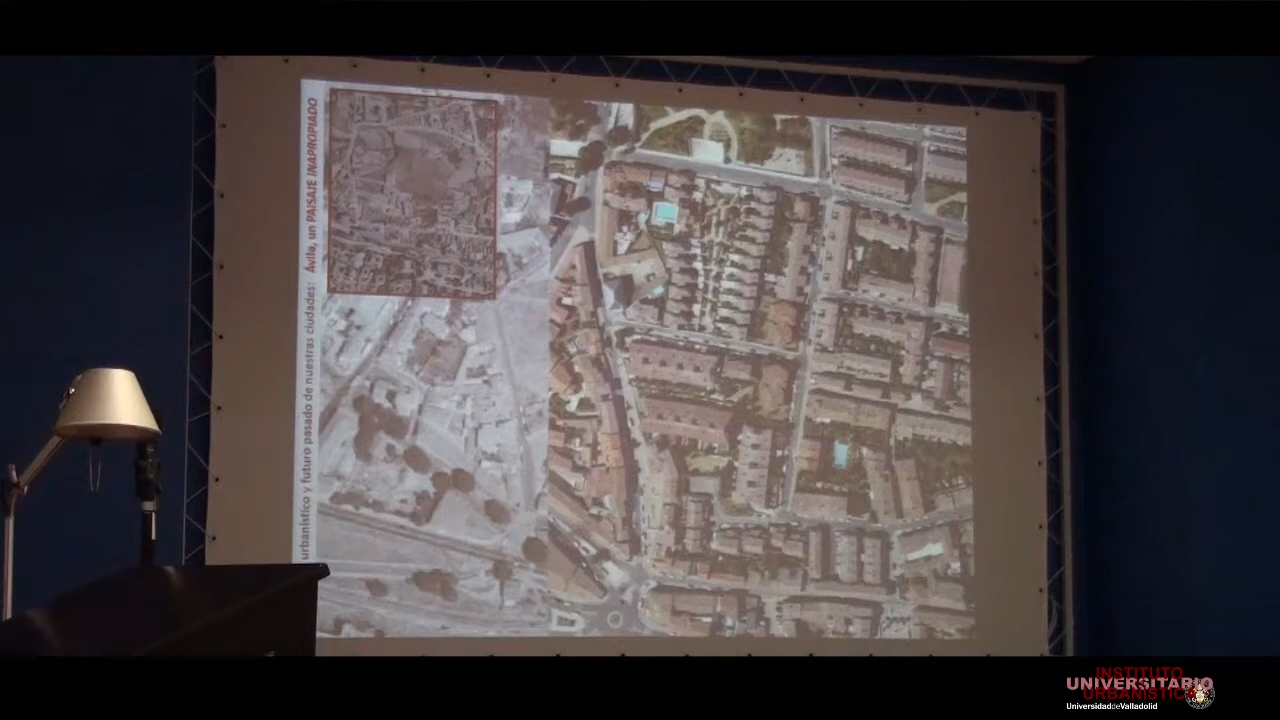 urbanístico y futuro pasado de nuestras ciudades: Ávila, un PAISAJE INAPROPIADO
INSTITUTO
UNIVERSITARIO
URBANÍSTICA
UniversidaddeValladolid